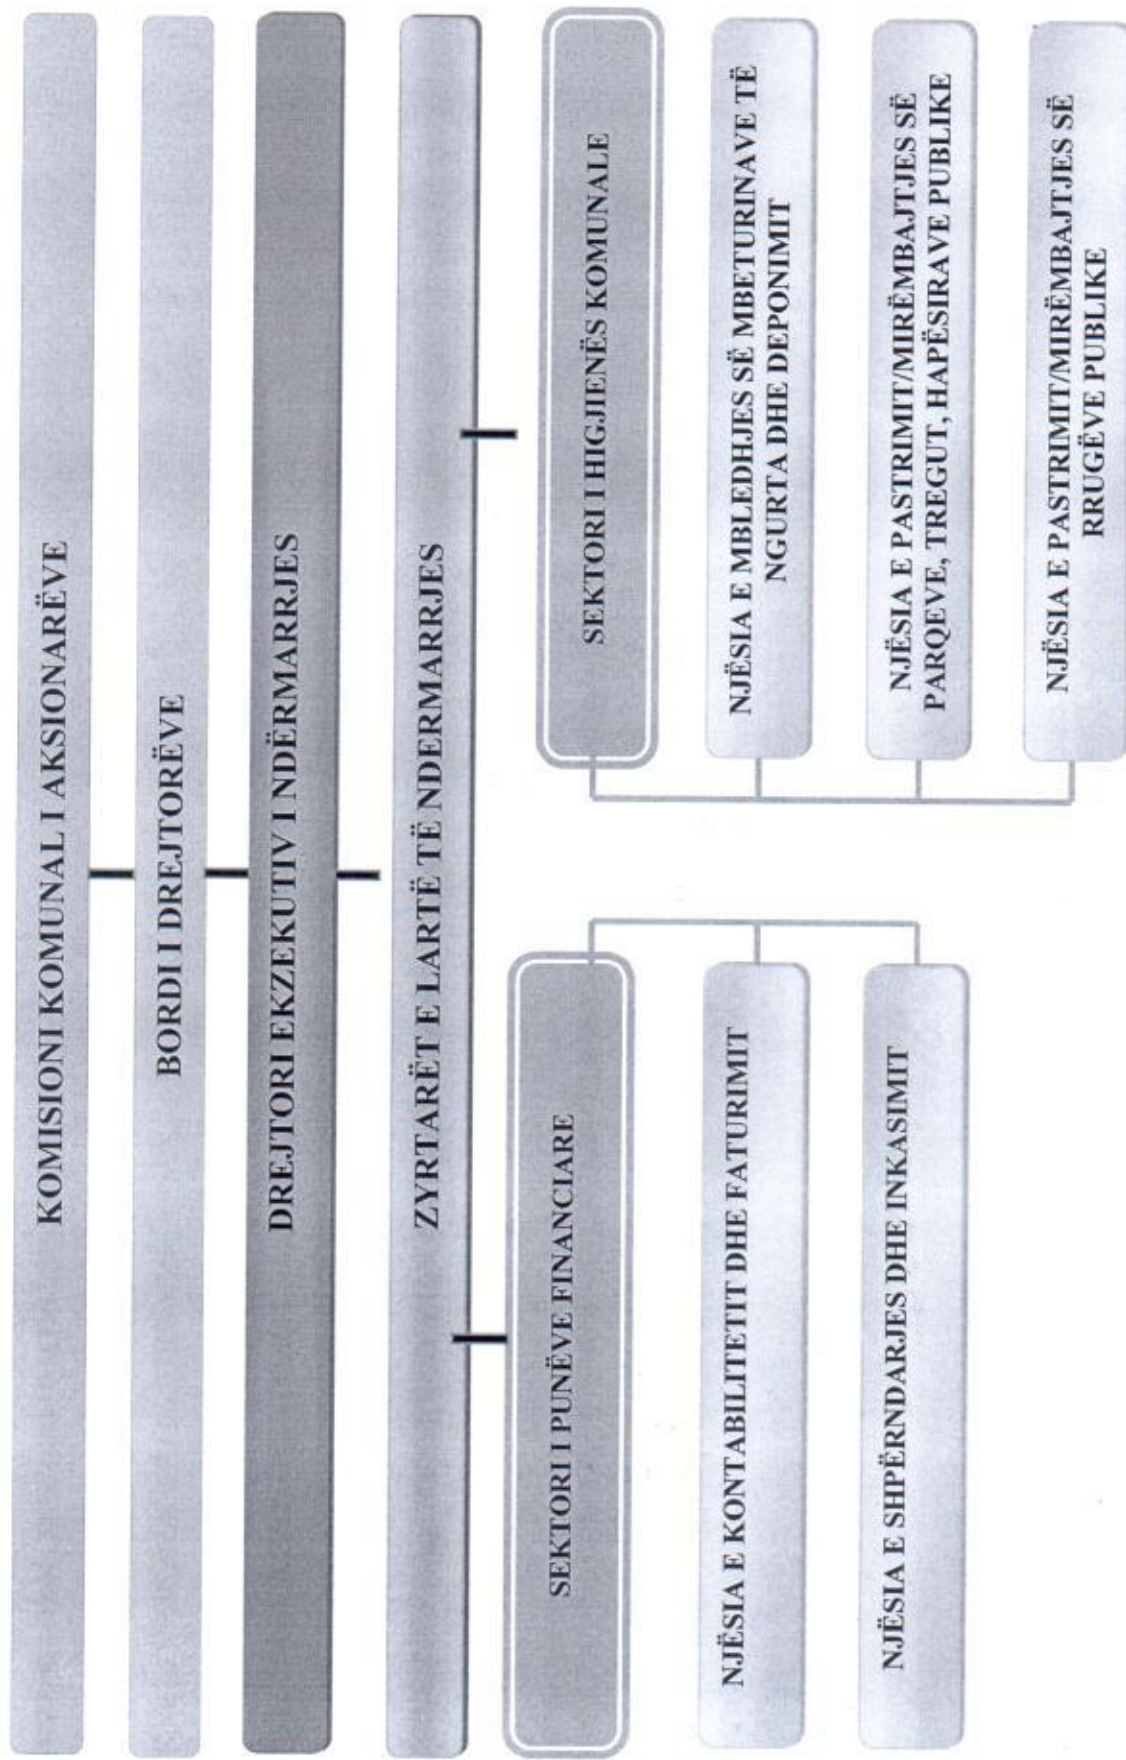 KOMISIONI KOMUNAL I AKSIONARËVE
BORDI I DREJTORËVE
DREJTORI EKZEKUTIV I NDËRMARRJES
ZYRTARËT E LARTË TË NDERMARRJES
SEKTORI I PUNËVE FINANCIARE
NJËSIA E KONTABILITETIT DHE FATURIMIT
NJËSIA E SHPËRNDARJES DHE INKASIMIT
SEKTORI I HIGJIENËS KOMUNALE
NJËSIA E MBLEDHJES SË MBETURINAVE TË
NGURTA DHE DEPONIMIT
NJËSIA E PASTRIMIT/MIRËMBAJTJES SË
PARQEVE, TREGUT, HAPËSIRAVE PUBLIKE
NJËSIA E PASTRIMIT/MIRËMBAJTJES SË
RRUGËVE PUBLIKE